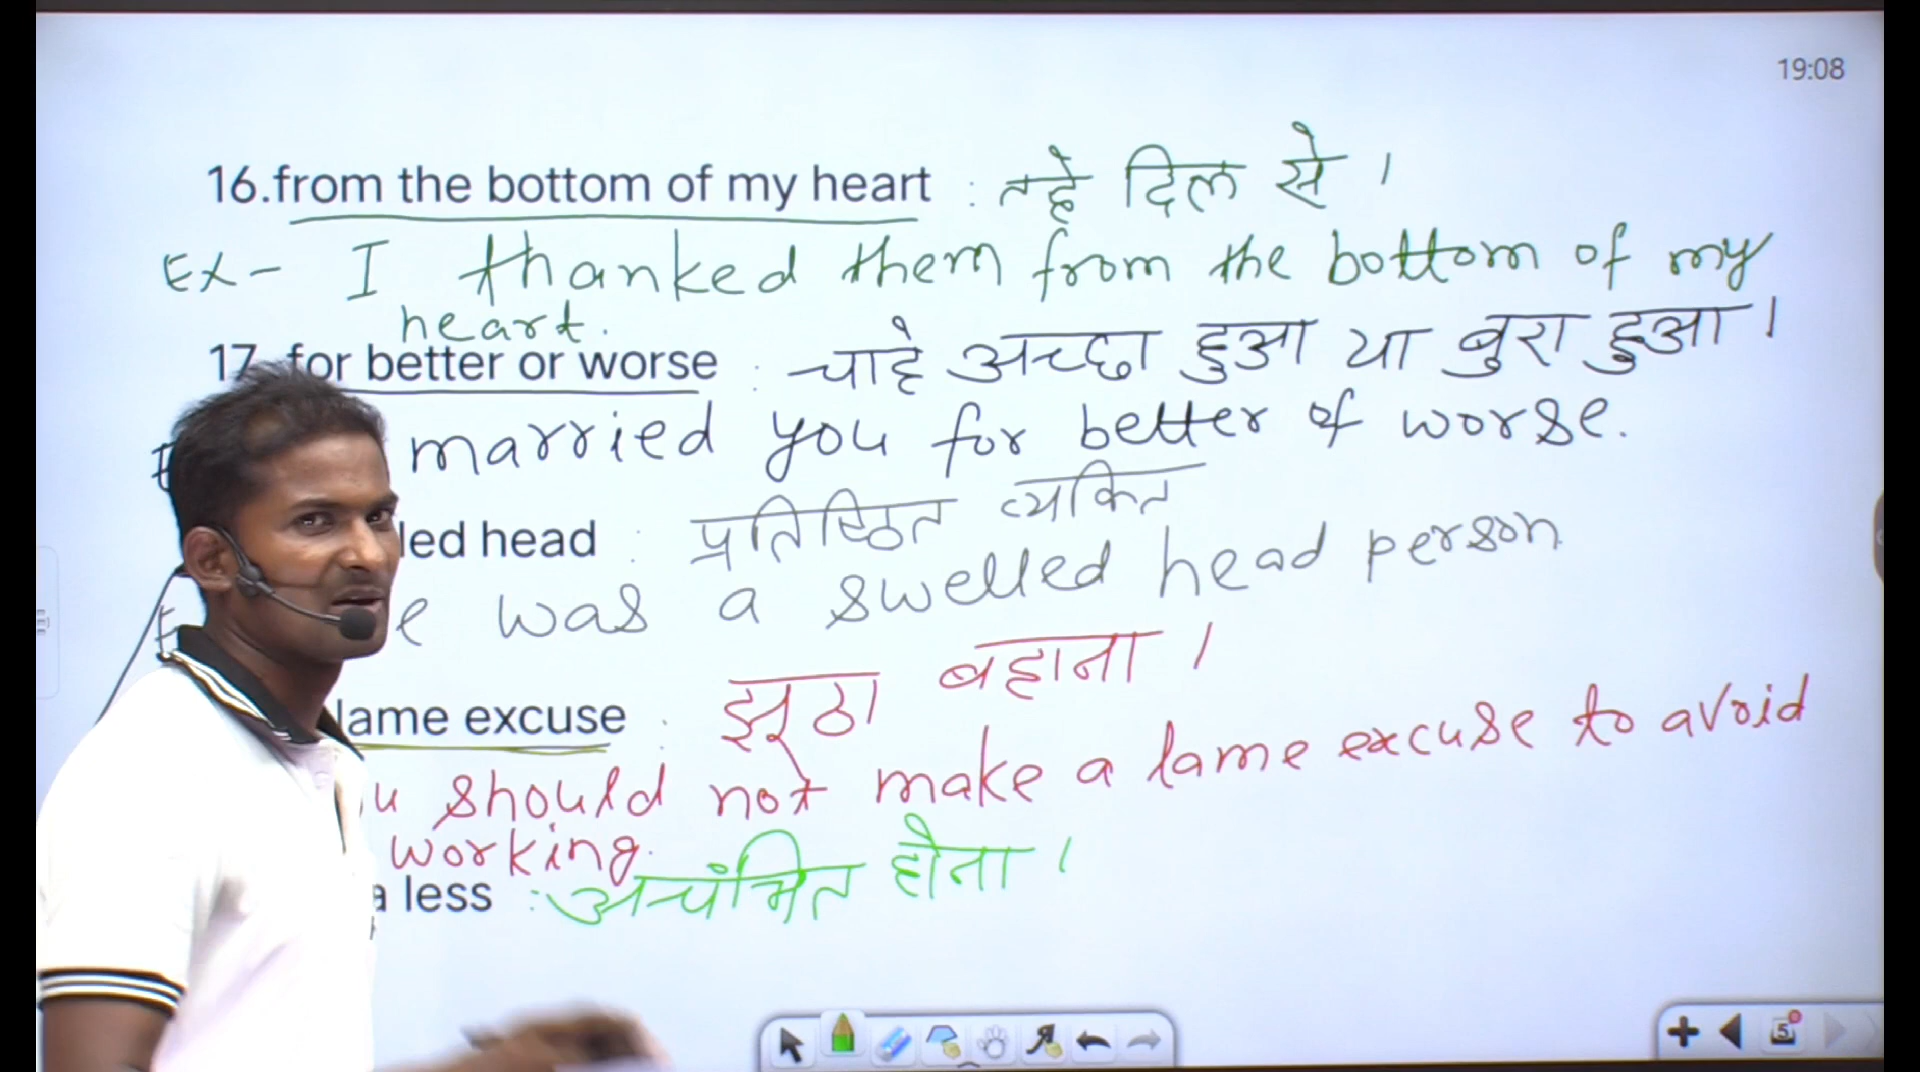 19:08
16.from the bottom of my heart : तहे दिल से ।
Ex- I thanked them from the bottom of my
heart.
17. for better or worse : चाहे अच्छा हुआ या बुरा हुआ ।
married you for better of worse.
led head : प्रतिष्ठित व्यक्ति
e was a swelled head person
lame excuse : झूठा बहाना ।
u should not make a lame excuse to avoid
working.
a less : अचंभित होना ।
5